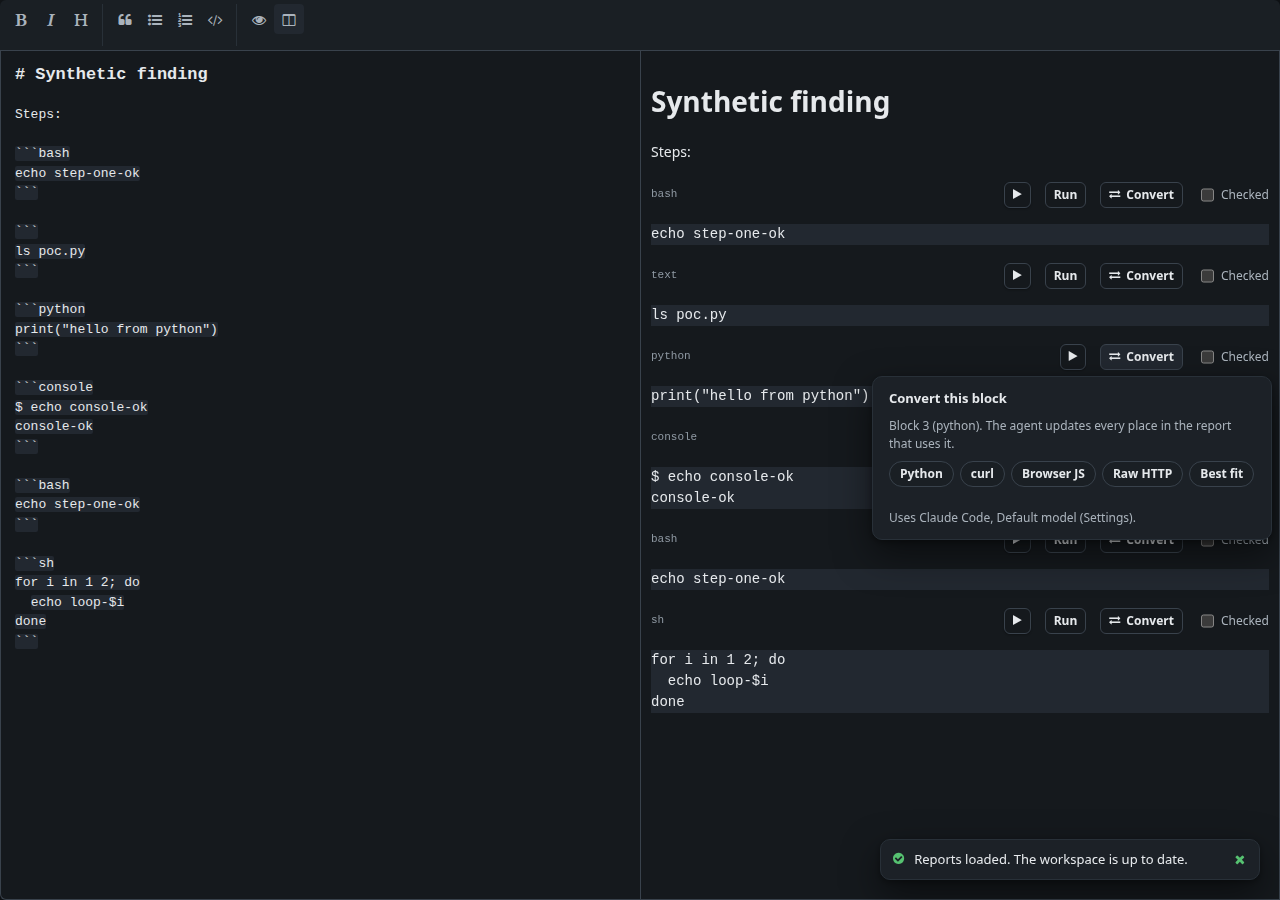 B I H
# Synthetic finding
Steps:
```bash
echo step-one-ok
```
```
ls poc.py
```
```python
print("hello from python")
```
```console
$ echo console-ok
console-ok
```
```bash
echo step-one-ok
```
```sh
for i in 1 2; do
  echo loop-$i
done
```
Synthetic finding
Steps:
bash Run Convert Checked
echo step-one-ok
text Run Convert Checked
ls poc.py
python Convert Checked
print("hello from python")
console
$ echo console-ok
console-ok
Convert this block
Block 3 (python). The agent updates every place in the report
that uses it.
Python curl Browser JS Raw HTTP Best fit
Uses Claude Code, Default model (Settings).
bash Run Convert Checked
echo step-one-ok
sh Run Convert Checked
for i in 1 2; do
  echo loop-$i
done
Reports loaded. The workspace is up to date.